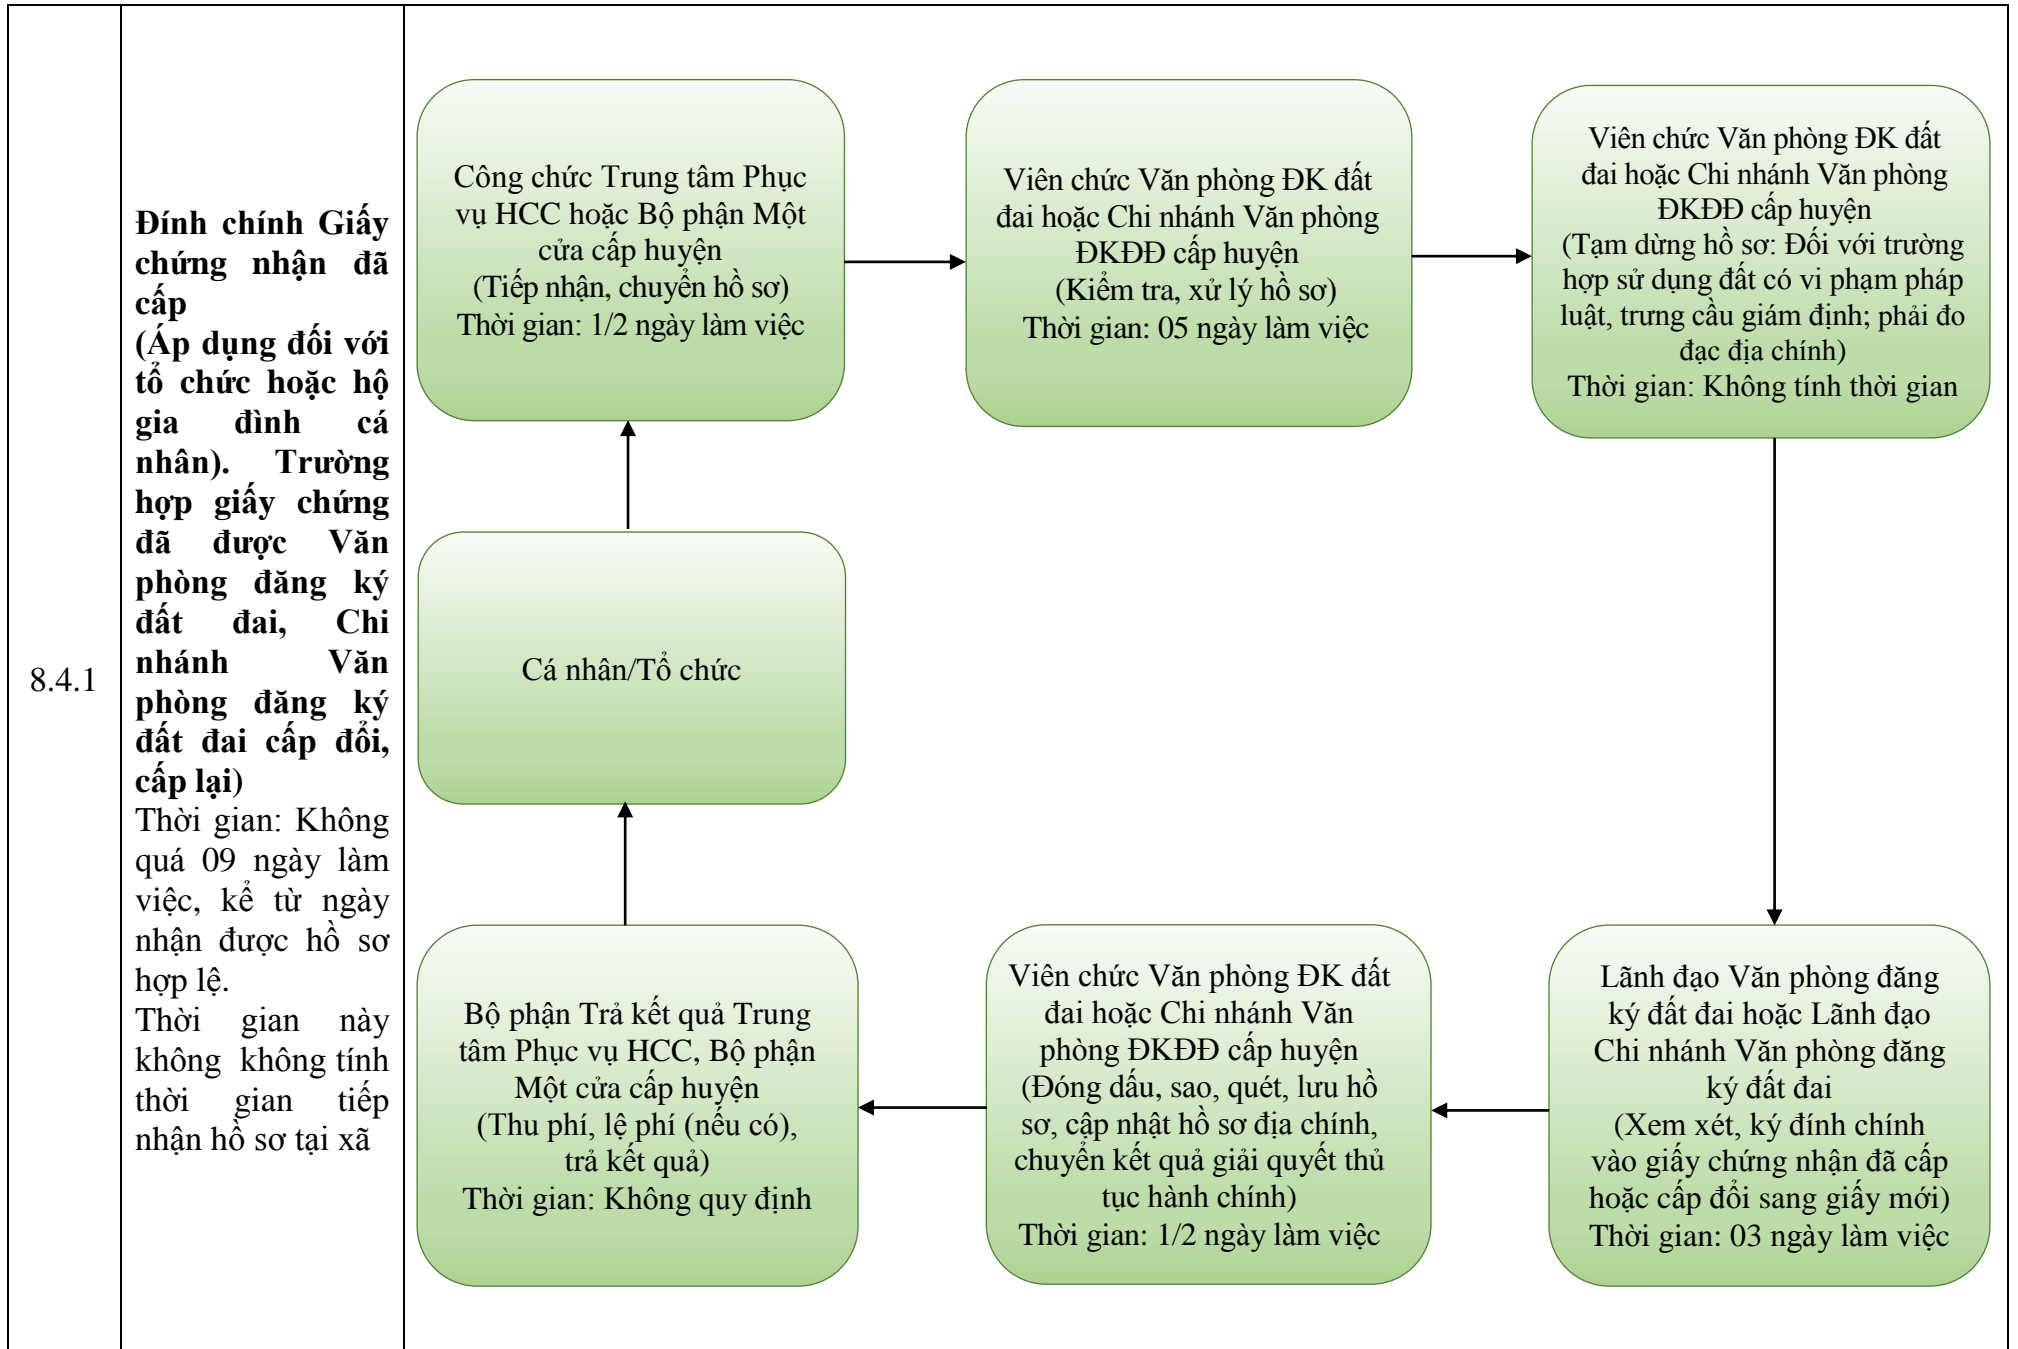 8.4.1
Đính chính Giấy
chứng nhận đã
cấp
(Áp dụng đối với
tổ chức hoặc hộ
gia đình cá
nhân). Trường
hợp giấy chứng
đã được Văn
phòng đăng ký
đất đai, Chi
nhánh Văn
phòng đăng ký
đất đai cấp đổi,
cấp lại)
Thời gian: Không
quá 09 ngày làm
việc, kể từ ngày
nhận được hồ sơ
hợp lệ.
Thời gian này
không không tính
thời gian tiếp
nhận hồ sơ tại xã
Công chức Trung tâm Phục
vụ HCC hoặc Bộ phận Một
cửa cấp huyện
(Tiếp nhận, chuyển hồ sơ)
Thời gian: 1/2 ngày làm việc
Viên chức Văn phòng ĐK đất
đai hoặc Chi nhánh Văn phòng
ĐKĐĐ cấp huyện
(Kiểm tra, xử lý hồ sơ)
Thời gian: 05 ngày làm việc
Viên chức Văn phòng ĐK đất
đai hoặc Chi nhánh Văn phòng
ĐKĐĐ cấp huyện
(Tạm dừng hồ sơ: Đối với trường
hợp sử dụng đất có vi phạm pháp
luật, trưng cầu giám định; phải đo
đạc địa chính)
Thời gian: Không tính thời gian
Cá nhân/Tổ chức
Bộ phận Trả kết quả Trung
tâm Phục vụ HCC, Bộ phận
Một cửa cấp huyện
(Thu phí, lệ phí (nếu có),
trả kết quả)
Thời gian: Không quy định
Viên chức Văn phòng ĐK đất
đai hoặc Chi nhánh Văn
phòng ĐKĐĐ cấp huyện
(Đóng dấu, sao, quét, lưu hồ
sơ, cập nhật hồ sơ địa chính,
chuyển kết quả giải quyết thủ
tục hành chính)
Thời gian: 1/2 ngày làm việc
Lãnh đạo Văn phòng đăng
ký đất đai hoặc Lãnh đạo
Chi nhánh Văn phòng đăng
ký đất đai
(Xem xét, ký đính chính
vào giấy chứng nhận đã cấp
hoặc cấp đổi sang giấy mới)
Thời gian: 03 ngày làm việc